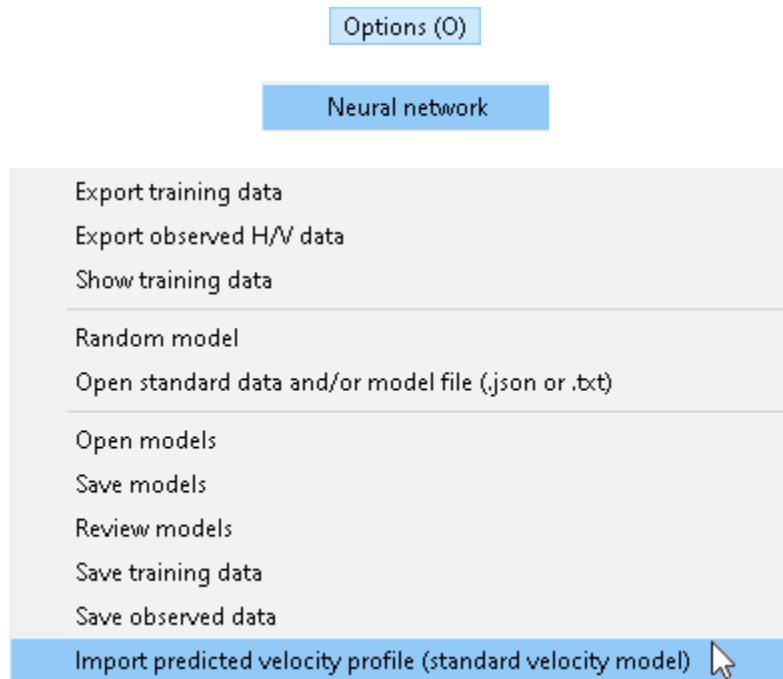 Options (O)
Neural network
Export training data
Export observed H/V data
Show training data
Random model
Open standard data and/or model file (.json or .txt)
Open models
Save models
Review models
Save training data
Save observed data
Import predicted velocity profile (standard velocity model)